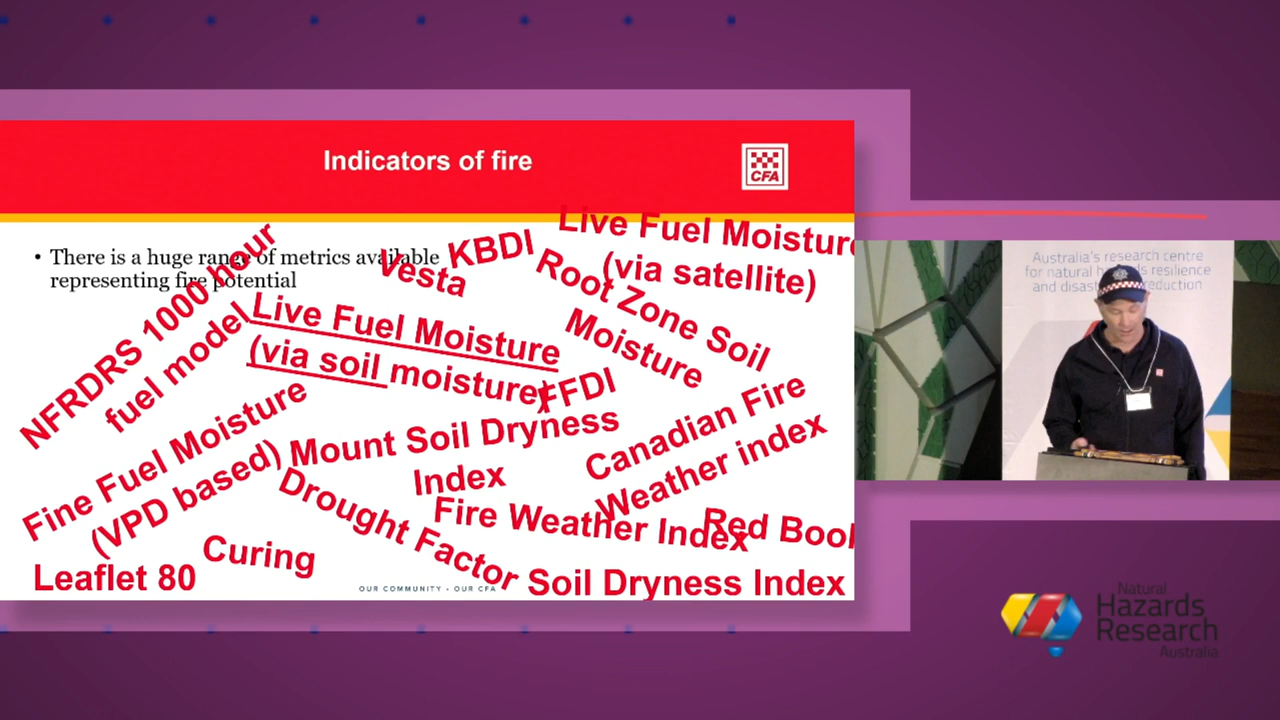 Indicators of fire
CFA
• There is a huge range of metrics available
representing fire potential
NFRDRS 1000 hour
fuel model
Vesta
KBDI
Live Fuel Moisture
(via satellite)
Root Zone Soil
Moisture
Live Fuel Moisture
(via soil moisture)
FFDI
Fine Fuel Moisture
(VPD based)
Mount Soil Dryness
Index
Canadian Fire
Weather index
Drought Factor
Fire Weather Index
Red Book
Curing
Leaflet 80
Soil Dryness Index
OUR COMMUNITY • OUR CFA
Australia's research centre
for natural hazards resilience
and disaster reduction
Natural
Hazards
Research
Australia